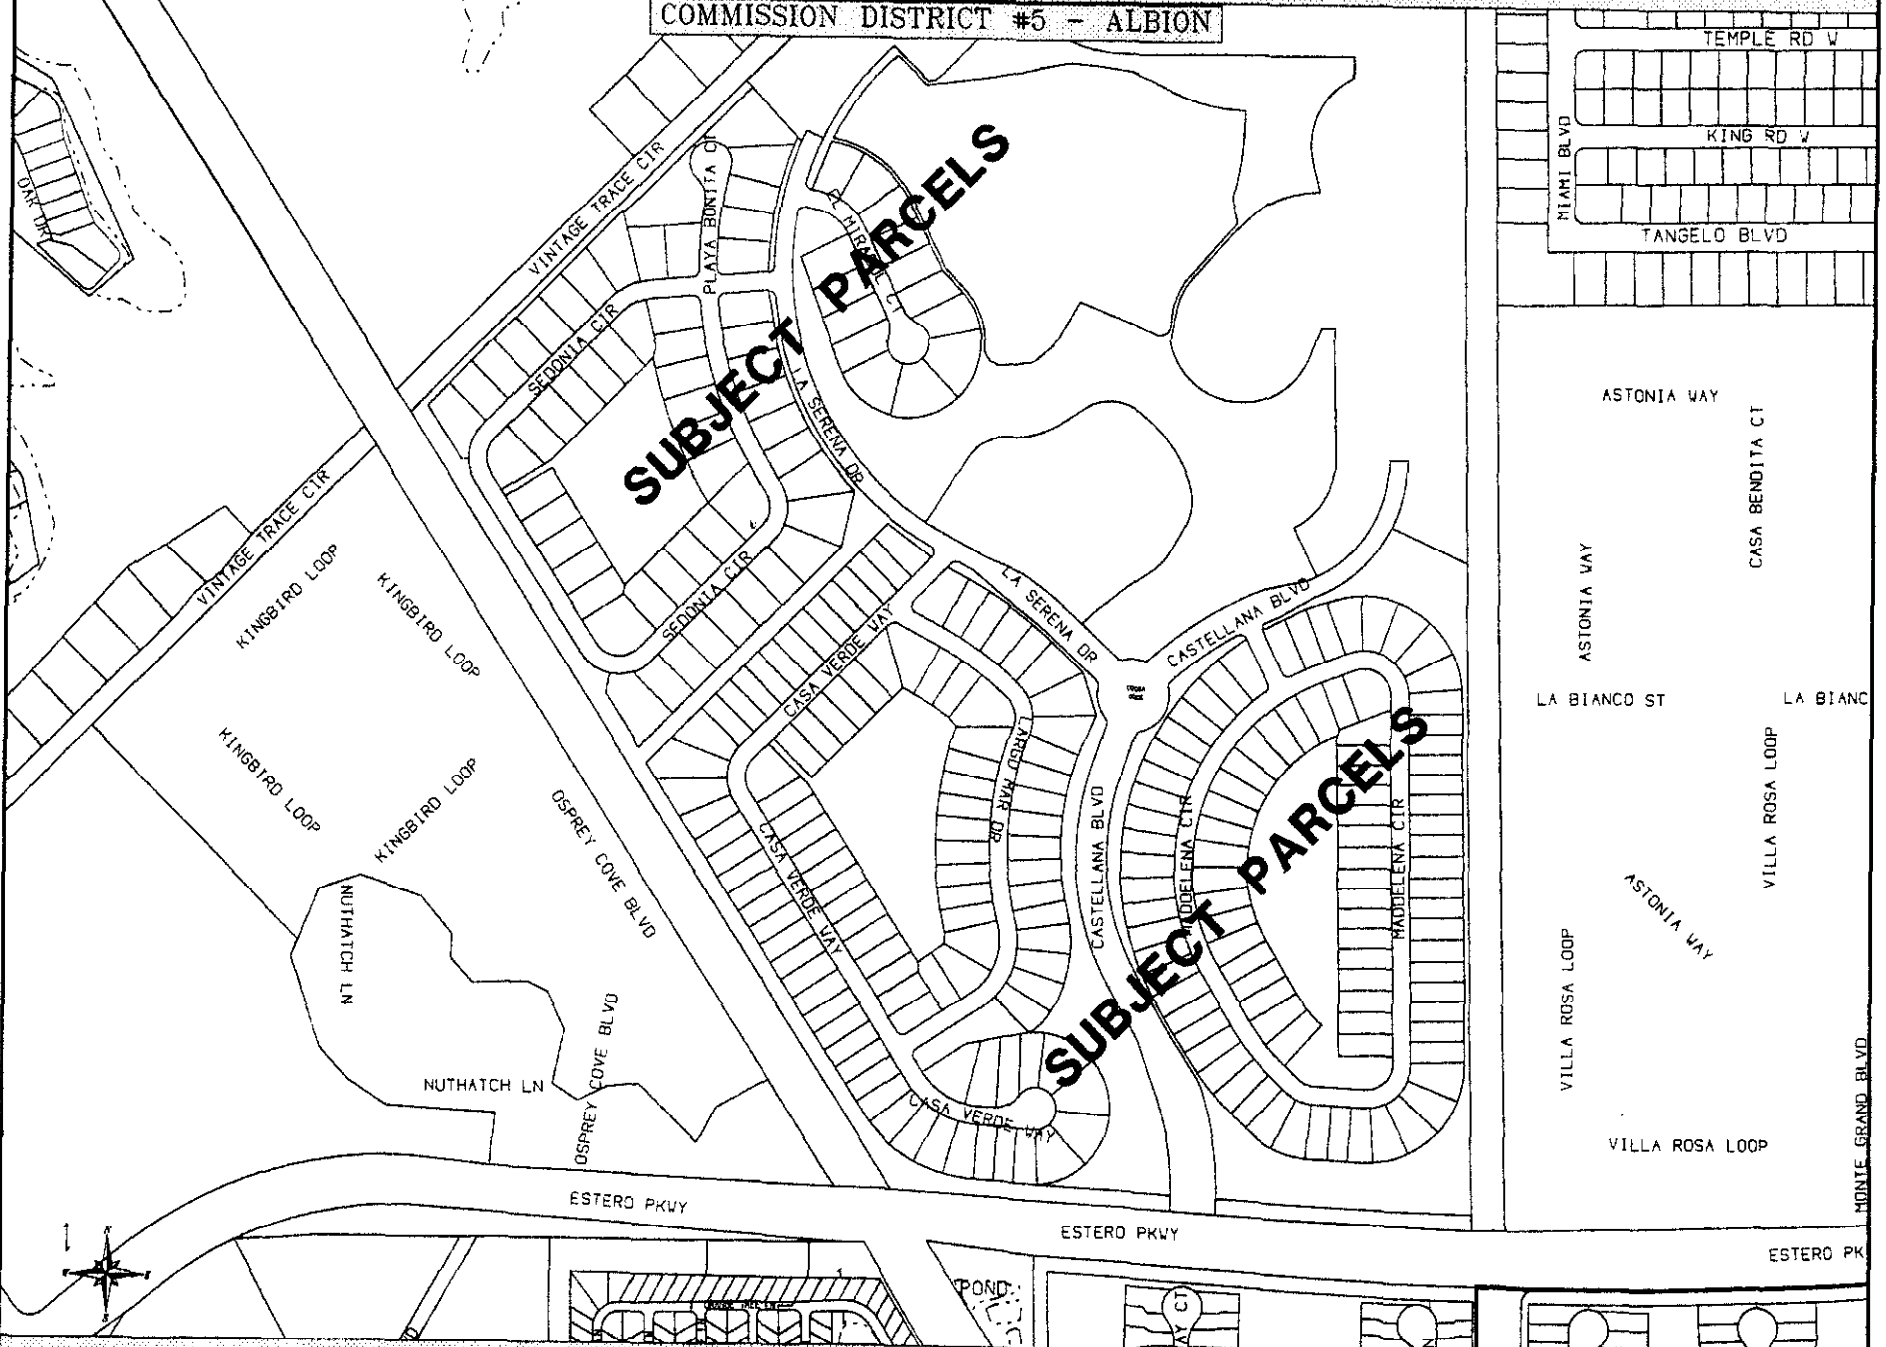 COMMISSION DISTRICT #5 - ALBION
TEMPLE RD W
KING RD W
MIAMI BLVD
TANGELO BLVD
OAK DR
VINTAGE TRACE CIR
PLAYA BONITA CT
SUBJECT PARCELS
SEDONIA CIR
LA SERENA DR
ASTONIA WAY
CASA BENDITA CT
VINTAGE TRACE CIR
KINGBIRD LOOP
KINGBIRD LOOP
SEDONIA CIR
CASA VERDE WAY
LA SERENA DR
CASTELLANA BLVD
ASTONIA WAY
LA BIANCO ST
LA BIANC
KINGBIRD LOOP
KINGBIRD LOOP
OSPREY COVE BLVD
LARGO MAR DR
CASA VERDE WAY
CASTELLANA BLVD
MADDELENA CIR
SUBJECT PARCELS
VILLA ROSA LOOP
ASTONIA WAY
NUTHATCH LN
VILLA ROSA LOOP
NUTHATCH LN
OSPREY COVE BLVD
CASA VERDE WAY
VILLA ROSA LOOP
MONTE GRAND BLVD
ESTERO PKWY
ESTERO PKWY
ESTERO PK
POND
AY CT